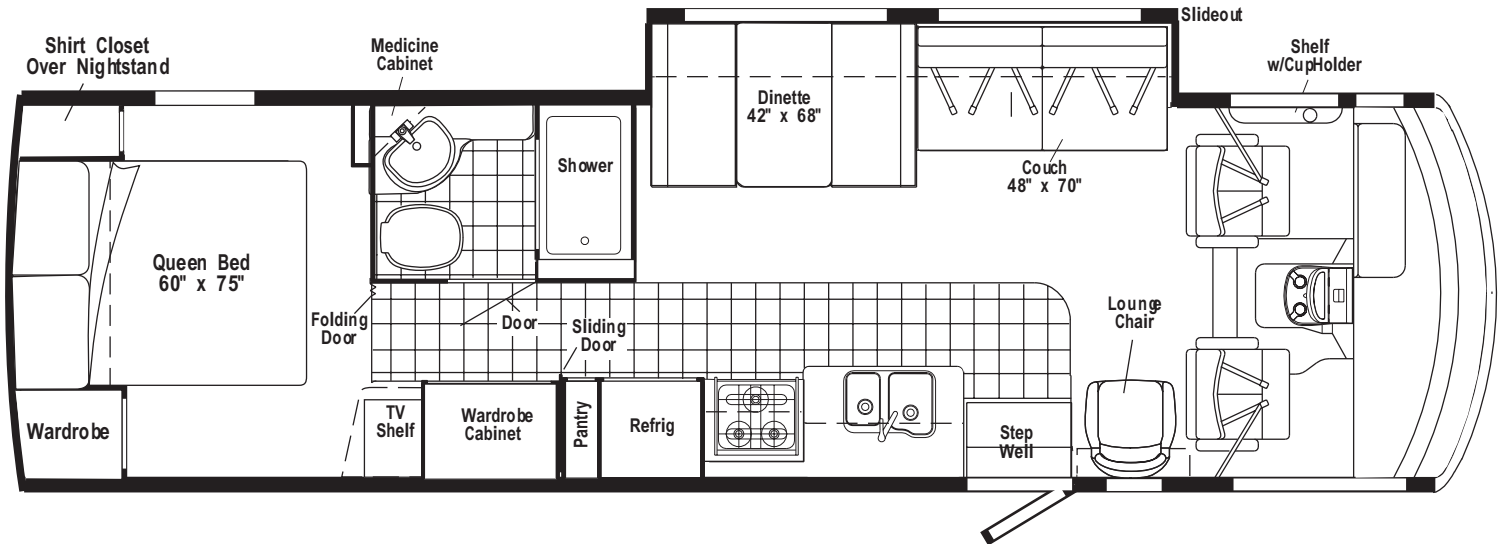 Slideout
Shirt Closet
Over Nightstand
Medicine
Cabinet
Shelf
w/CupHolder
Dinette
42" x 68"
Shower
Couch
48" x 70"
Queen Bed
60" x 75"
Folding
Door
Door
Sliding
Door
Lounge
Chair
Wardrobe
TV
Shelf
Wardrobe
Cabinet
Pantry
Refrig
Step
Well